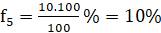 f₅ = 10.100/100 % = 10%